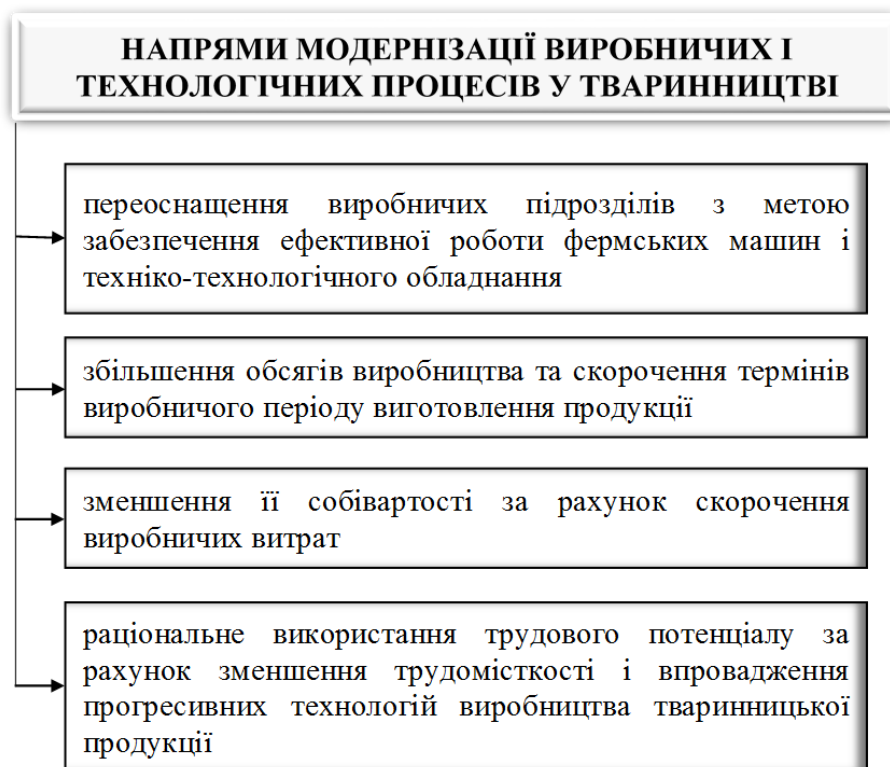 НАПРЯМИ МОДЕРНІЗАЦІЇ ВИРОБНИЧИХ І
ТЕХНОЛОГІЧНИХ ПРОЦЕСІВ У ТВАРИННИЦТВІ
переоснащення виробничих підрозділів з метою
забезпечення ефективної роботи фермських машин і
техніко-технологічного обладнання
збільшення обсягів виробництва та скорочення термінів
виробничого періоду виготовлення продукції
зменшення її собівартості за рахунок скорочення
виробничих витрат
раціональне використання трудового потенціалу за
рахунок зменшення трудомісткості і впровадження
прогресивних технологій виробництва тваринницької
продукції